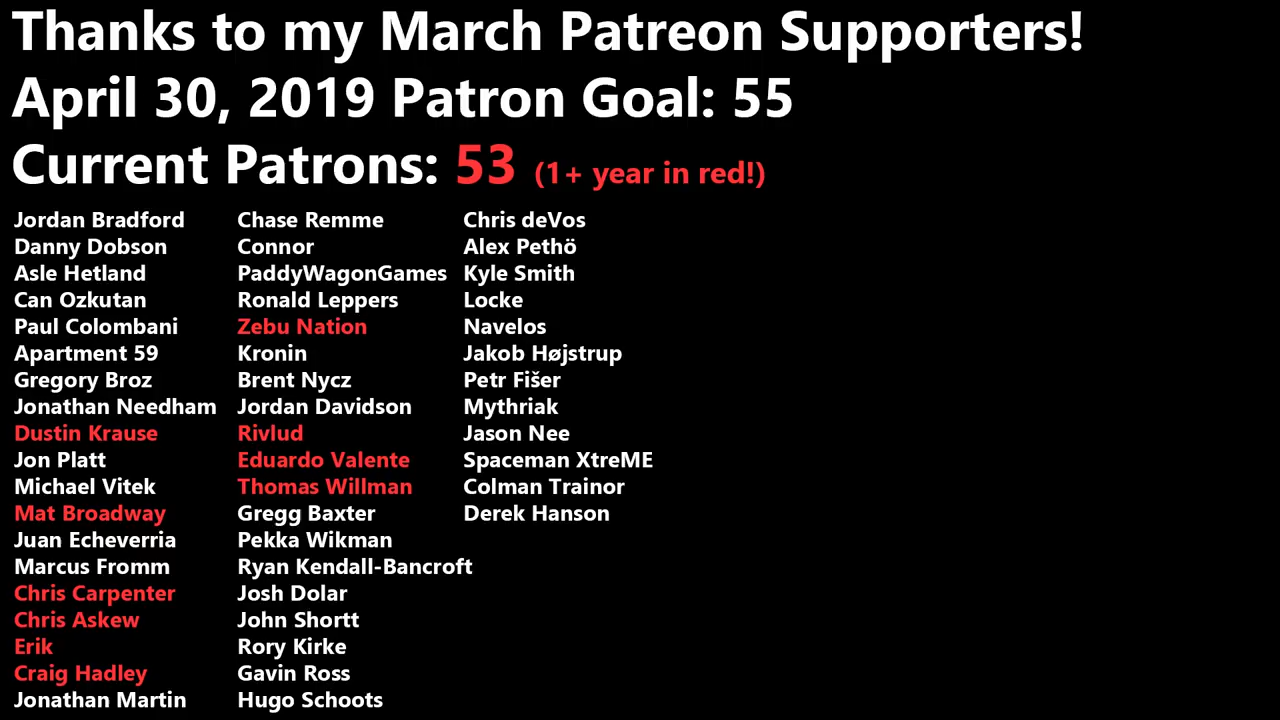 Thanks to my March Patreon Supporters!
April 30, 2019 Patron Goal: 55
Current Patrons: 53 (1+ year in red!)
Jordan Bradford
Danny Dobson
Asle Hetland
Can Ozkutan
Paul Colombani
Apartment 59
Gregory Broz
Jonathan Needham
Dustin Krause
Jon Platt
Michael Vitek
Mat Broadway
Juan Echeverria
Marcus Fromm
Chris Carpenter
Chris Askew
Erik
Craig Hadley
Jonathan Martin
Chase Remme
Connor
PaddyWagonGames
Ronald Leppers
Zebu Nation
Kronin
Brent Nycz
Jordan Davidson
Rivlud
Eduardo Valente
Thomas Willman
Gregg Baxter
Pekka Wikman
Ryan Kendall-Bancroft
Josh Dolar
John Shortt
Rory Kirke
Gavin Ross
Hugo Schoots
Chris deVos
Alex Pethö
Kyle Smith
Locke
Navelos
Jakob Højstrup
Petr Fišer
Mythriak
Jason Nee
Spaceman XtreME
Colman Trainor
Derek Hanson